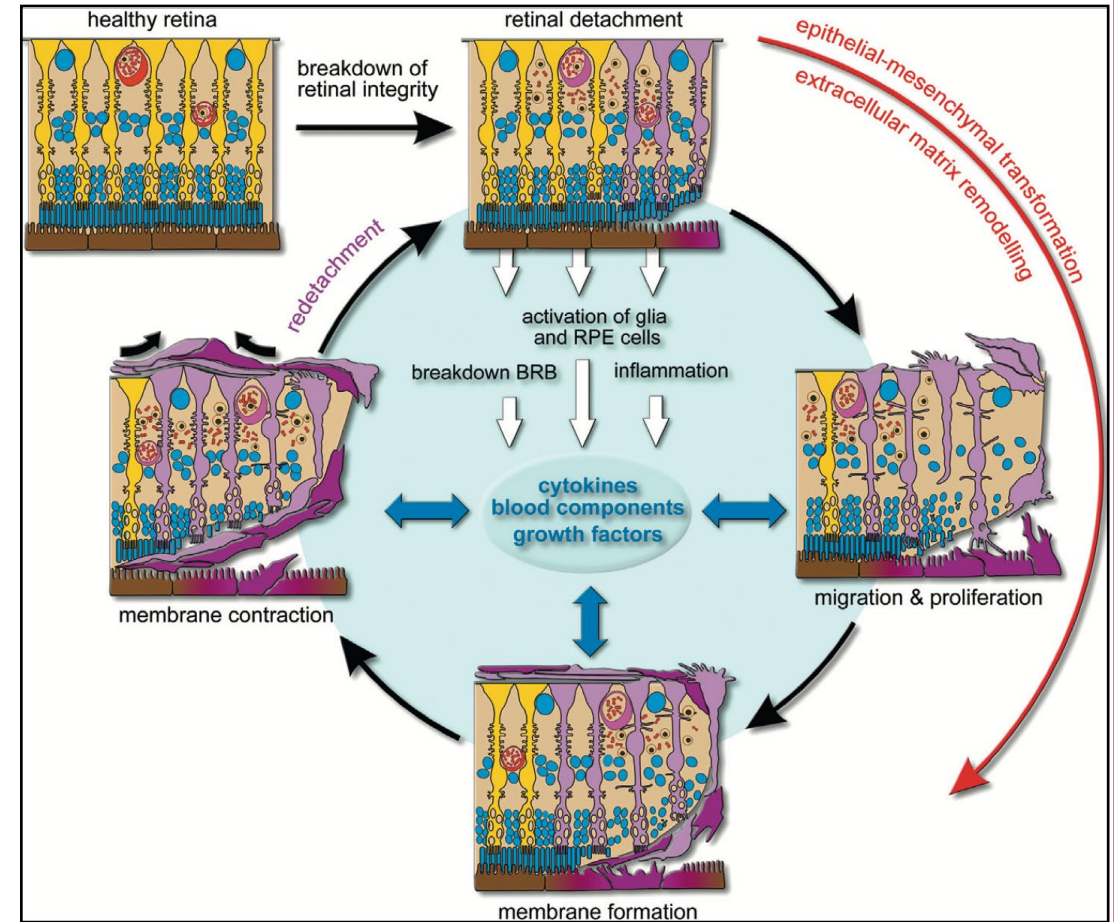 healthy retina
retinal detachment
breakdown of
retinal integrity
epithelial-mesenchymal transformation
extracellular matrix remodelling
redetachment
activation of glia
and RPE cells
breakdown BRB
inflammation
cytokines
blood components
growth factors
membrane contraction
migration & proliferation
membrane formation